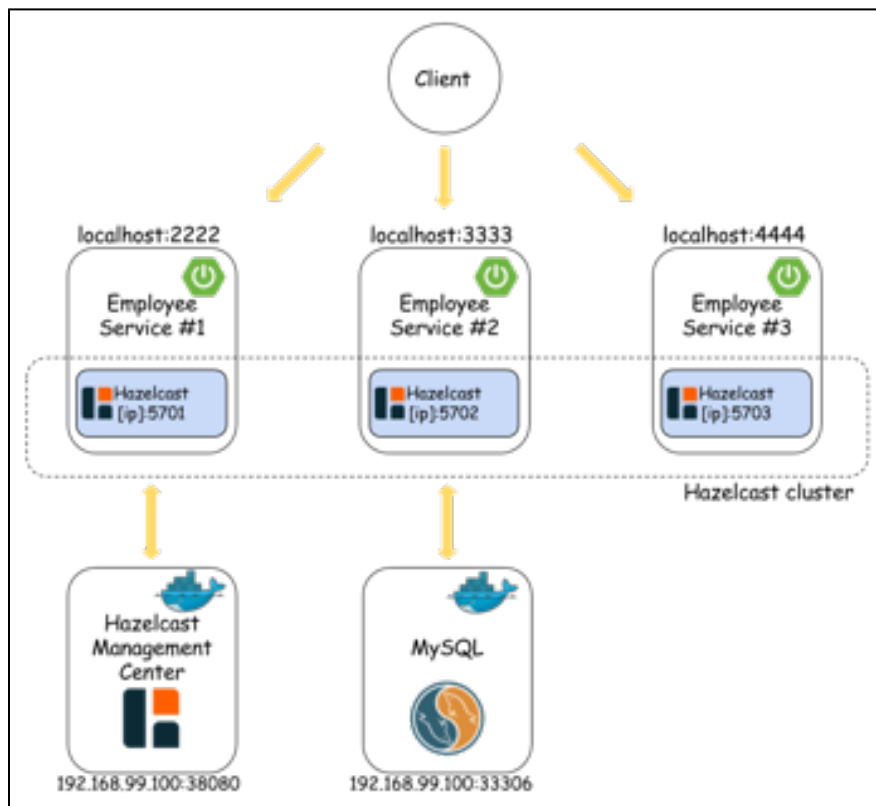 Client
localhost:2222
localhost:3333
localhost:4444
Employee
Service #1
Employee
Service #2
Employee
Service #3
Hazelcast
[ip]:5701
Hazelcast
[ip]:5702
Hazelcast
[ip]:5703
Hazelcast cluster
Hazelcast
Management
Center
MySQL
192.168.99.100:38080
192.168.99.100:33306